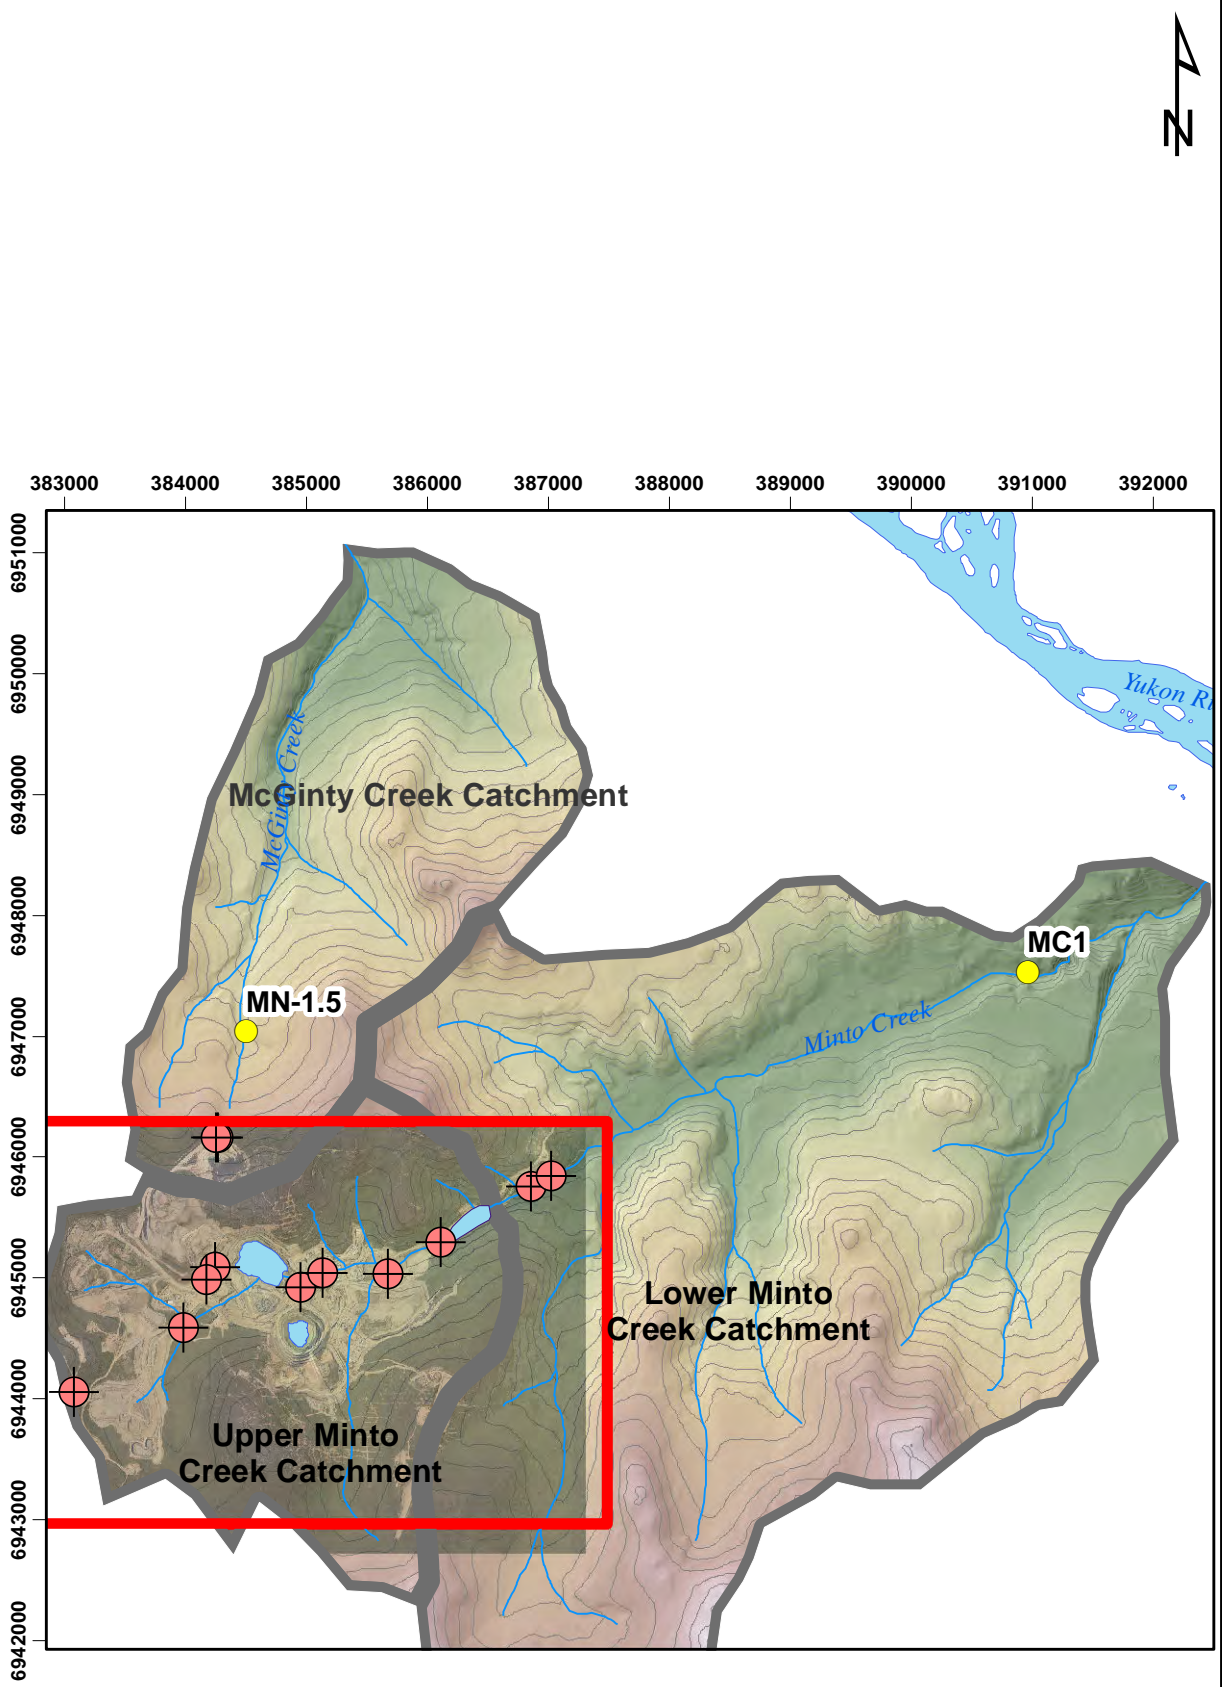 N
383000 384000 385000 386000 387000 388000 389000 390000 391000 392000
6951000
6950000
6949000
6948000
6947000
6946000
6945000
6944000
6943000
6942000
Yukon Ri
McGinty Creek
McGinty Creek Catchment
MC1
MN-1.5
Minto Creek
Lower Minto
Creek Catchment
Upper Minto
Creek Catchment